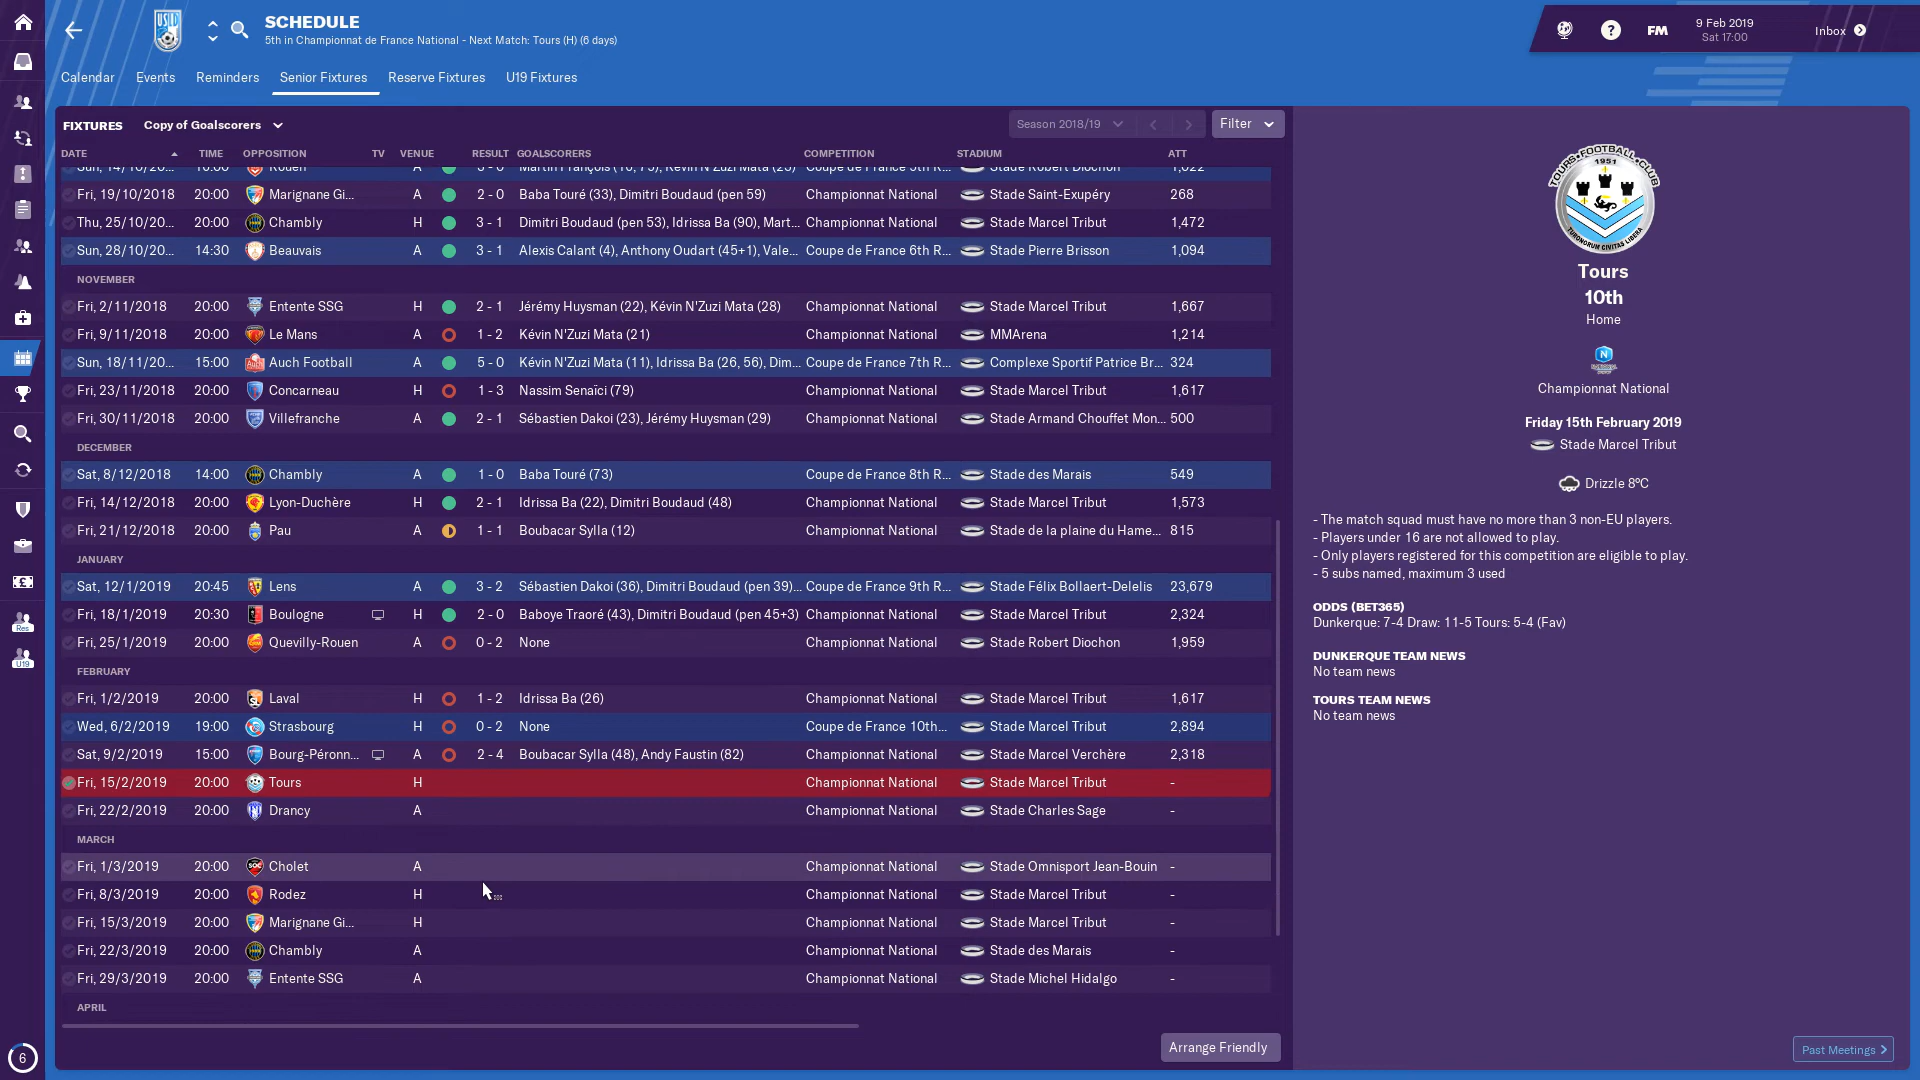 SCHEDULE
5th in Championnat de France National - Next Match: Tours (H) (6 days)
FM
9 Feb 2019
Sat 17:00
Inbox
Calendar Events Reminders Senior Fixtures Reserve Fixtures U19 Fixtures
FIXTURES Copy of Goalscorers Season 2018/19 Filter
DATE TIME OPPOSITION TV VENUE RESULT GOALSCORERS COMPETITION STADIUM ATT
Fri, 19/10/2018 20:00 Marignane Gi... A 2 - 0 Baba Touré (33), Dimitri Boudaud (pen 59) Championnat National Stade Saint-Exupéry 268
Thu, 25/10/20... 20:00 Chambly H 3 - 1 Dimitri Boudaud (pen 53), Idrissa Ba (90), Mart... Championnat National Stade Marcel Tribut 1,472
Sun, 28/10/20... 14:30 Beauvais A 3 - 1 Alexis Calant (4), Anthony Oudart (45+1), Vale... Coupe de France 6th R... Stade Pierre Brisson 1,094
NOVEMBER
Fri, 2/11/2018 20:00 Entente SSG H 2 - 1 Jérémy Huysman (22), Kévin N'Zuzi Mata (28) Championnat National Stade Marcel Tribut 1,667
Fri, 9/11/2018 20:00 Le Mans A 1 - 2 Kévin N'Zuzi Mata (21) Championnat National MMArena 1,214
Sun, 18/11/20... 15:00 Auch Football A 5 - 0 Kévin N'Zuzi Mata (11), Idrissa Ba (26, 56), Dim... Coupe de France 7th R... Complexe Sportif Patrice Br... 324
Fri, 23/11/2018 20:00 Concarneau H 1 - 3 Nassim Senaïci (79) Championnat National Stade Marcel Tribut 1,617
Fri, 30/11/2018 20:00 Villefranche A 2 - 1 Sébastien Dakoi (23), Jérémy Huysman (29) Championnat National Stade Armand Chouffet Mon... 500
DECEMBER
Sat, 8/12/2018 14:00 Chambly A 1 - 0 Baba Touré (73) Coupe de France 8th R... Stade des Marais 549
Fri, 14/12/2018 20:00 Lyon-Duchère H 2 - 1 Idrissa Ba (22), Dimitri Boudaud (48) Championnat National Stade Marcel Tribut 1,573
Fri, 21/12/2018 20:00 Pau A 1 - 1 Boubacar Sylla (12) Championnat National Stade de la plaine du Hame... 815
JANUARY
Sat, 12/1/2019 20:45 Lens A 3 - 2 Sébastien Dakoi (36), Dimitri Boudaud (pen 39)... Coupe de France 9th R... Stade Félix Bollaert-Delelis 23,679
Fri, 18/1/2019 20:30 Boulogne H 2 - 0 Baboye Traoré (43), Dimitri Boudaud (pen 45+3) Championnat National Stade Marcel Tribut 2,324
Fri, 25/1/2019 20:00 Quevilly-Rouen A 0 - 2 None Championnat National Stade Robert Diochon 1,959
FEBRUARY
Fri, 1/2/2019 20:00 Laval H 1 - 2 Idrissa Ba (26) Championnat National Stade Marcel Tribut 1,617
Wed, 6/2/2019 19:00 Strasbourg H 0 - 2 None Coupe de France 10th... Stade Marcel Tribut 2,894
Sat, 9/2/2019 15:00 Bourg-Péronn... A 2 - 4 Boubacar Sylla (48), Andy Faustin (82) Championnat National Stade Marcel Verchère 2,318
Fri, 15/2/2019 20:00 Tours H Championnat National Stade Marcel Tribut -
Fri, 22/2/2019 20:00 Drancy A Championnat National Stade Charles Sage -
MARCH
Fri, 1/3/2019 20:00 Cholet A Championnat National Stade Omnisport Jean-Bouin -
Fri, 8/3/2019 20:00 Rodez H Championnat National Stade Marcel Tribut -
Fri, 15/3/2019 20:00 Marignane Gi... H Championnat National Stade Marcel Tribut -
Fri, 22/3/2019 20:00 Chambly A Championnat National Stade des Marais -
Fri, 29/3/2019 20:00 Entente SSG A Championnat National Stade Michel Hidalgo -
APRIL
Arrange Friendly
Res
U19
6
TOURS FOOTBALL CLUB
1951
TURONORUM CIVITAS LIBERA
Tours
10th
Home
Championnat National
Friday 15th February 2019
Stade Marcel Tribut
Drizzle 8ºC
- The match squad must have no more than 3 non-EU players.
- Players under 16 are not allowed to play.
- Only players registered for this competition are eligible to play.
- 5 subs named, maximum 3 used
ODDS (BET365)
Dunkerque: 7-4 Draw: 11-5 Tours: 5-4 (Fav)
DUNKERQUE TEAM NEWS
No team news
TOURS TEAM NEWS
No team news
Past Meetings